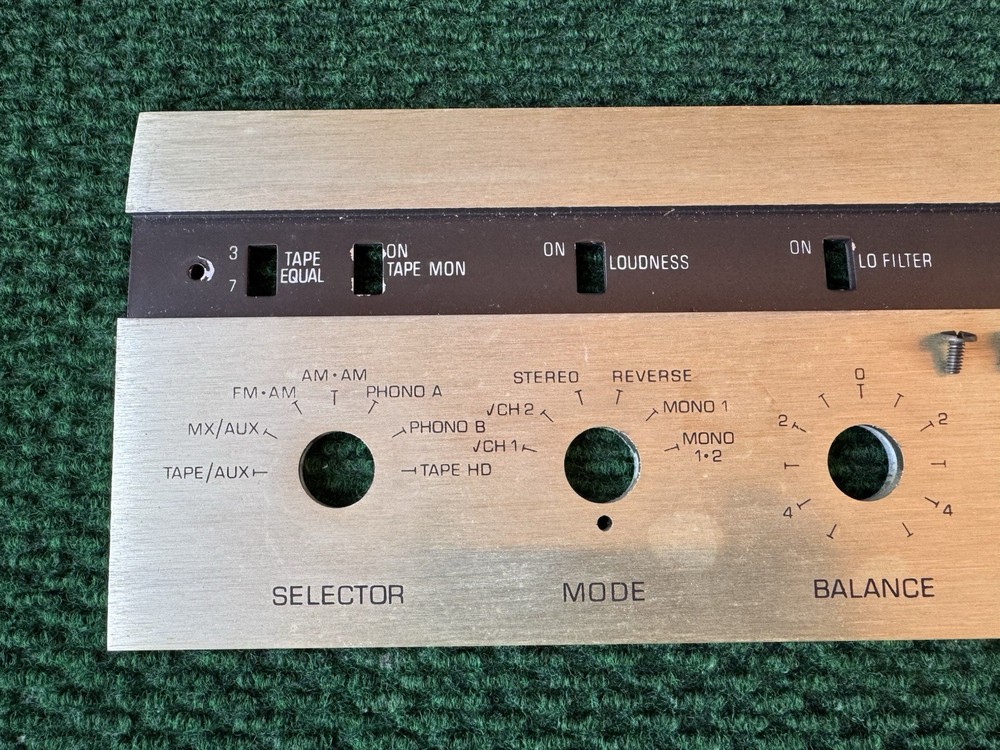 3
7
TAPE
EQUAL
ON
TAPE MON
ON
LOUDNESS
ON
LO FILTER
AM•AM
FM•AM
PHONO A
MX/AUX
PHONO B
TAPE/AUX
TAPE HD
SELECTOR
STEREO
REVERSE
√CH 2
MONO 1
√CH 1
MONO
1•2
MODE
0
2
2
4
4
BALANCE